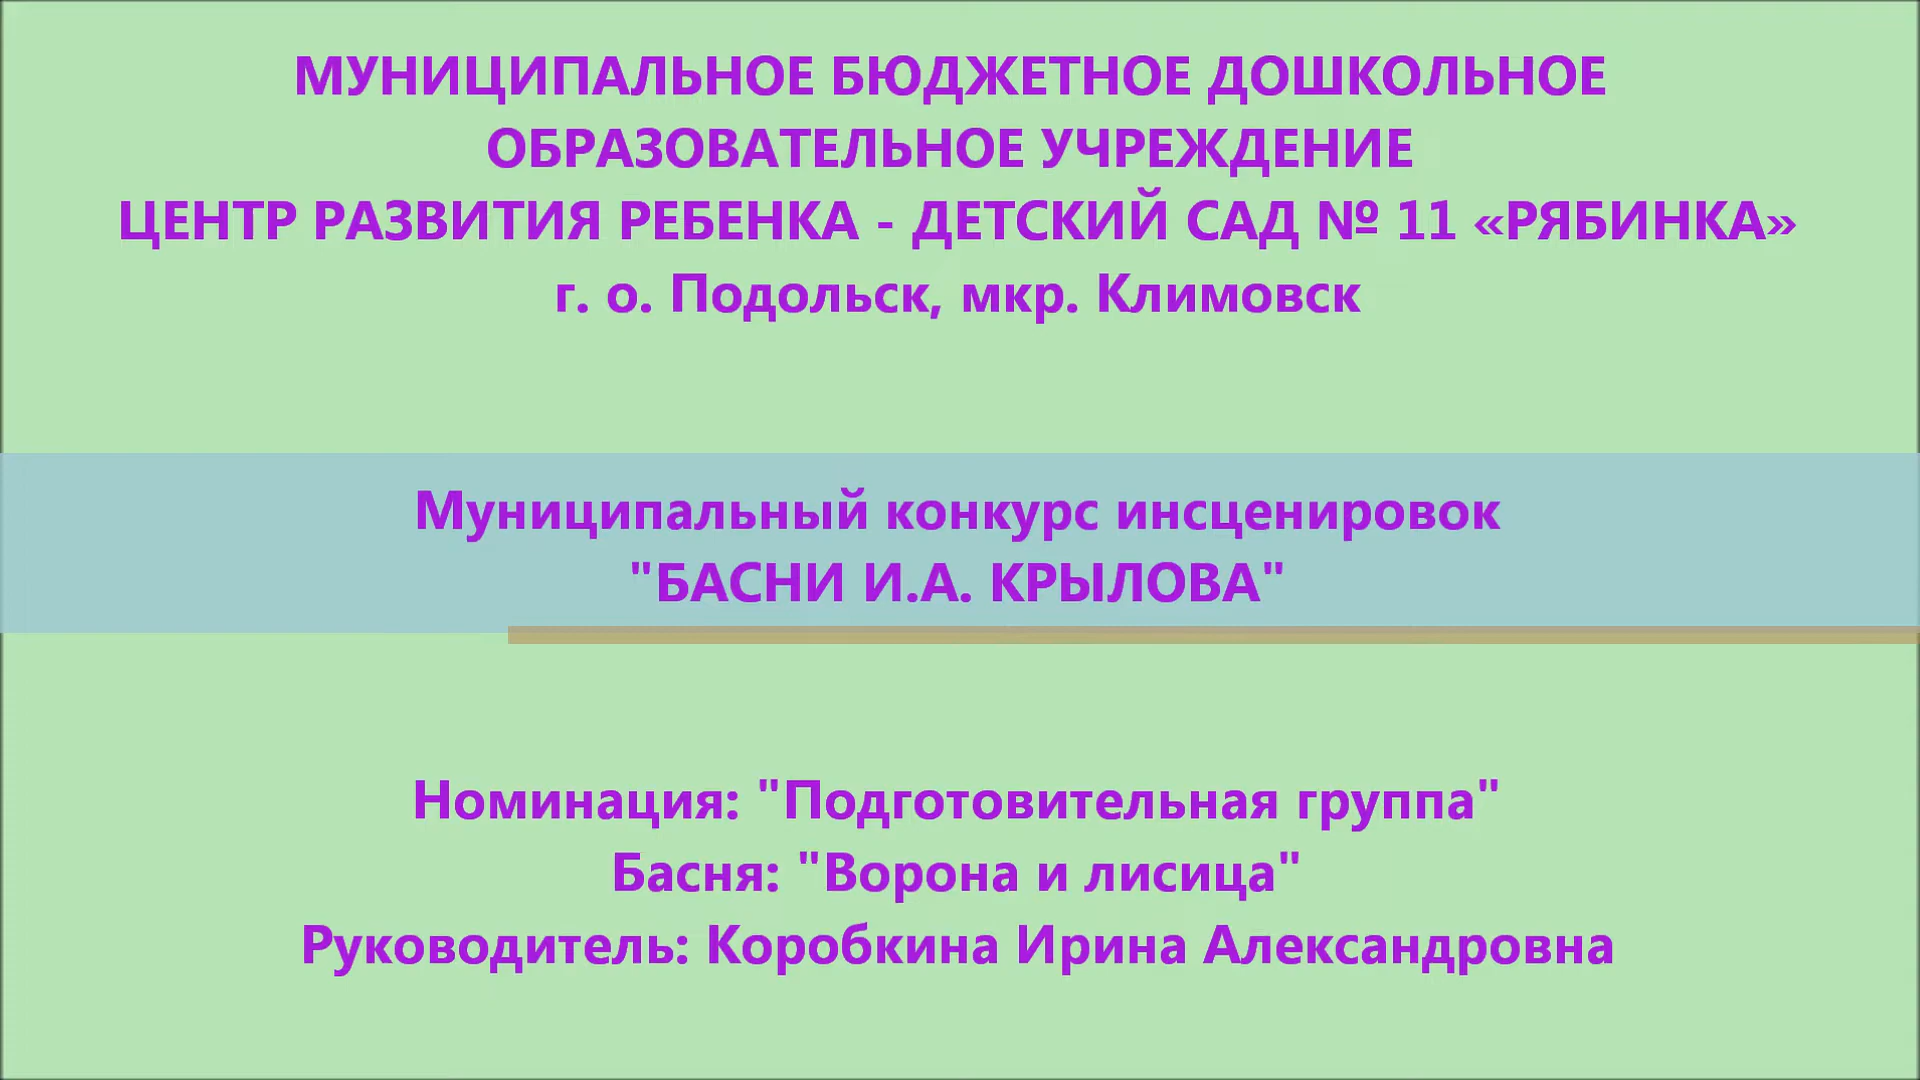 МУНИЦИПАЛЬНОЕ БЮДЖЕТНОЕ ДОШКОЛЬНОЕ
ОБРАЗОВАТЕЛЬНОЕ УЧРЕЖДЕНИЕ
ЦЕНТР РАЗВИТИЯ РЕБЕНКА - ДЕТСКИЙ САД № 11 «РЯБИНКА»
г. о. Подольск, мкр. Климовск
Муниципальный конкурс инсценировок
"БАСНИ И.А. КРЫЛОВА"
Номинация: "Подготовительная группа"
Басня: "Ворона и лисица"
Руководитель: Коробкина Ирина Александровна